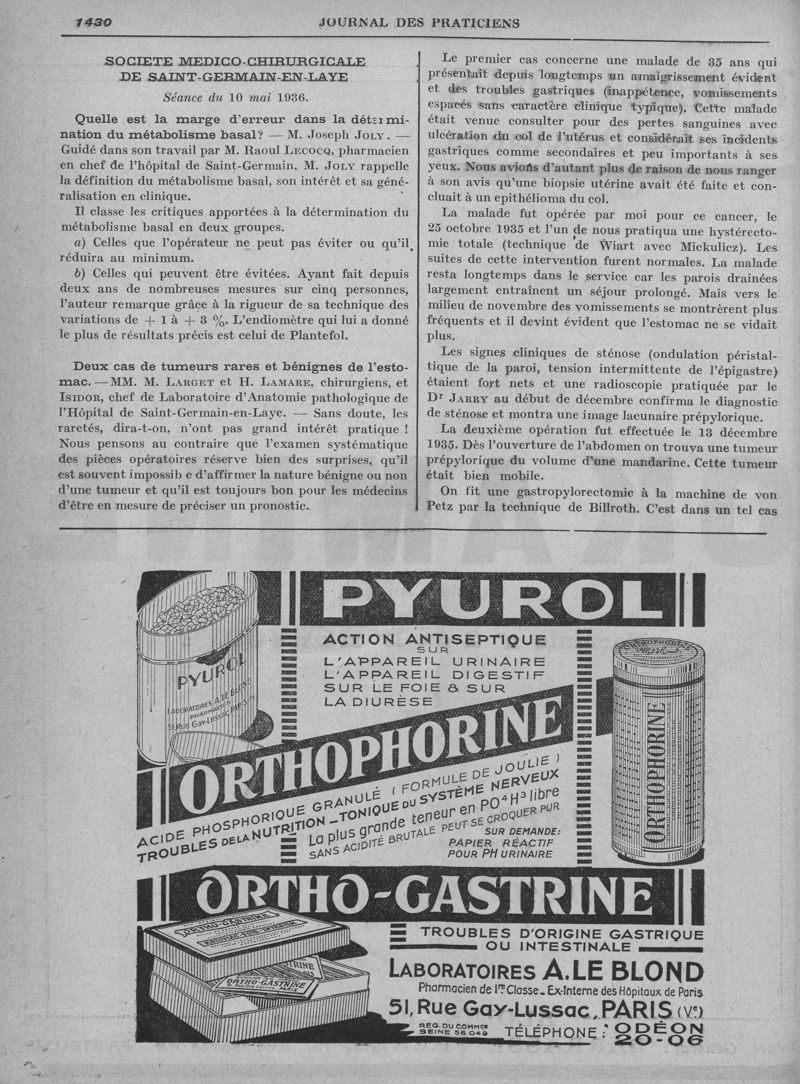 1430
JOURNAL DES PRATICIENS
SOCIETE MEDICO-CHIRURGICALE
DE SAINT-GERMAIN-EN-LAYE
Séance du 10 mai 1936.
Quelle est la marge d'erreur dans la détermi-
nation du métabolisme basal? — M. Joseph JOLY. —
Guidé dans son travail par M. Raoul LECOCQ, pharmacien
en chef de l'hôpital de Saint-Germain, M. JOLY rappelle
la définition du métabolisme basal, son intérêt et sa géné-
ralisation en clinique.
Il classe les critiques apportées à la détermination du
métabolisme basal en deux groupes.
a) Celles que l'opérateur ne peut pas éviter ou qu'il
réduira au minimum.
b) Celles qui peuvent être évitées. Ayant fait depuis
deux ans de nombreuses mesures sur cinq personnes,
l'auteur remarque grâce à la rigueur de sa technique des
variations de + 1 à + 3 %. L'endiomètre qui lui a donné
le plus de résultats précis est celui de Plantefol.
Deux cas de tumeurs rares et bénignes de l'esto-
mac. — MM. M. LARGET et H. LAMARE, chirurgiens, et
ISIDOR, chef de Laboratoire d'Anatomie pathologique de
l'Hôpital de Saint-Germain-en-Laye. — Sans doute, les
raretés, dira-t-on, n'ont pas grand intérêt pratique !
Nous pensons au contraire que l'examen systématique
des pièces opératoires réserve bien des surprises, qu'il
est souvent impossib e d'affirmer la nature bénigne ou non
d'une tumeur et qu'il est toujours bon pour les médecins
d'être en mesure de préciser un pronostic.
Le premier cas concerne une malade de 35 ans qui
présentait depuis longtemps un amaigrissement évident
et des troubles gastriques (inappétence, vomissements
espacés sans caractère clinique typique). Cette malade
était venue consulter pour des pertes sanguines avec
ulcération du col de l'utérus et considérait ses incidents
gastriques comme secondaires et peu importants à ses
yeux. Nous avions d'autant plus de raison de nous ranger
à son avis qu'une biopsie utérine avait été faite et con-
cluait à un epithélioma du col.
La malade fut opérée par moi pour ce cancer, le
25 octobre 1935 et l'un de nous pratiqua une hystérecto-
mie totale (technique de Wiart avec Mickulicz). Les
suites de cette intervention furent normales. La malade
resta longtemps dans le service car les parois drainées
largement entraînent un séjour prolongé. Mais vers le
milieu de novembre des vomissements se montrèrent plus
fréquents et il devint évident que l'estomac ne se vidait
plus.
Les signes cliniques de sténose (ondulation péristal-
tique de la paroi, tension intermittente de l'épigastre)
étaient fort nets et une radioscopie pratiquée par le
Dr JARRY au début de décembre confirma le diagnostic
de sténose et montra une image lacunaire prépylorique.
La deuxième opération fut effectuée le 13 décembre
1935. Dès l'ouverture de l'abdomen on trouva une tumeur
prépylorique du volume d'une mandarine. Cette tumeur
était bien mobile.
On fit une gastropylorectomie à la machine de von
Petz par la technique de Billroth. C'est dans un tel cas
PYUROL
ACTION ANTISEPTIQUE
SUR
L'APPAREIL URINAIRE
L'APPAREIL DIGESTIF
SUR LE FOIE & SUR
LA DIURÈSE
PYUROL
LABORATOIRES A. LE BLOND
PHARMACIEN
51 Rue Gay-Lussac, PARIS
ORTHOPHORINE
ORTHOPHORINE
ORTHOPHORINE
ACIDE PHOSPHORIQUE GRANULÉ (FORMULE DE JOULIE)
TROUBLES DE LA NUTRITION - TONIQUE DU SYSTÈME NERVEUX
La plus grande teneur en PO⁴H³ libre
SANS ACIDITÉ BRUTALE PEUT SE CROQUER PUR
SUR DEMANDE:
PAPIER RÉACTIF
POUR PH URINAIRE
ORTHO-GASTRINE
ORTHO-GASTRINE
ORTHO-GASTRINE
TROUBLES D'ORIGINE GASTRIQUE
OU INTESTINALE
LABORATOIRES A. LE BLOND
Pharmacien de 1re Classe_ Ex-Interne des Hôpitaux de Paris
51, Rue Gay-Lussac, PARIS (Ve)
REG. DU COMMCE
SEINE 56.049
TÉLÉPHONE: ODÉON
20-06